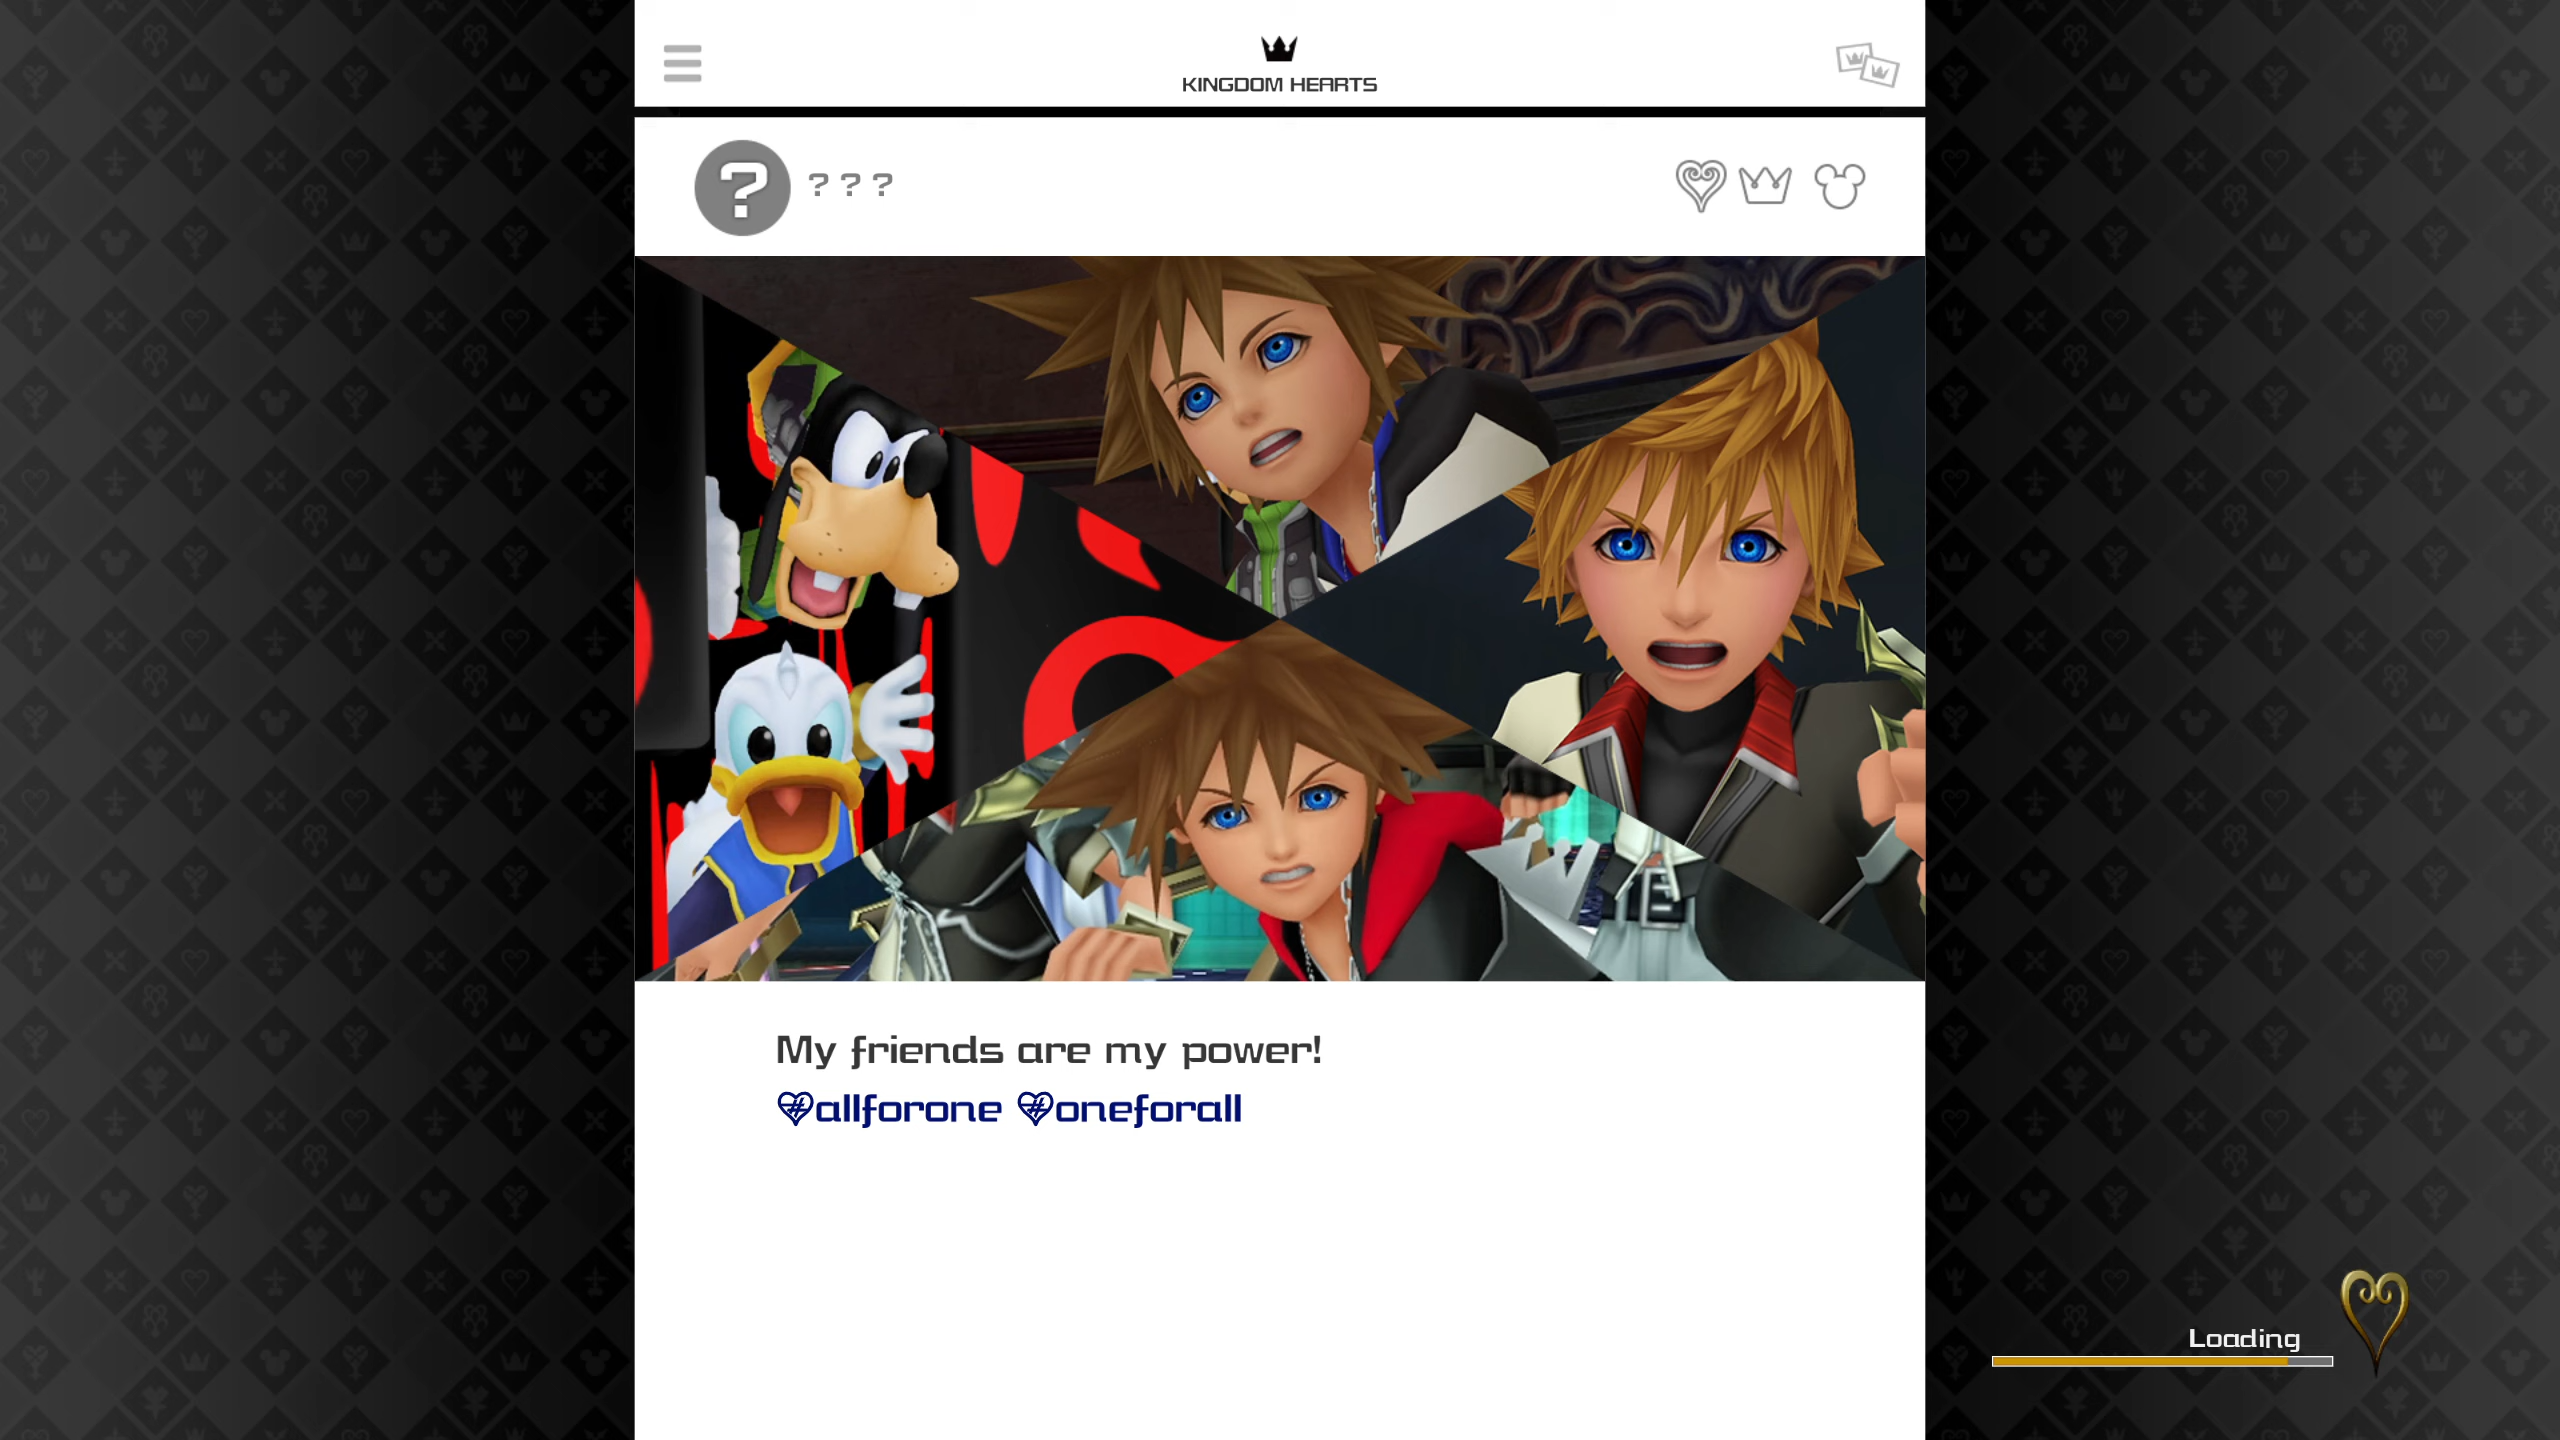 KINGDOM HEARTS
?
? ? ?
My friends are my power!
#allforone #oneforall
Loading